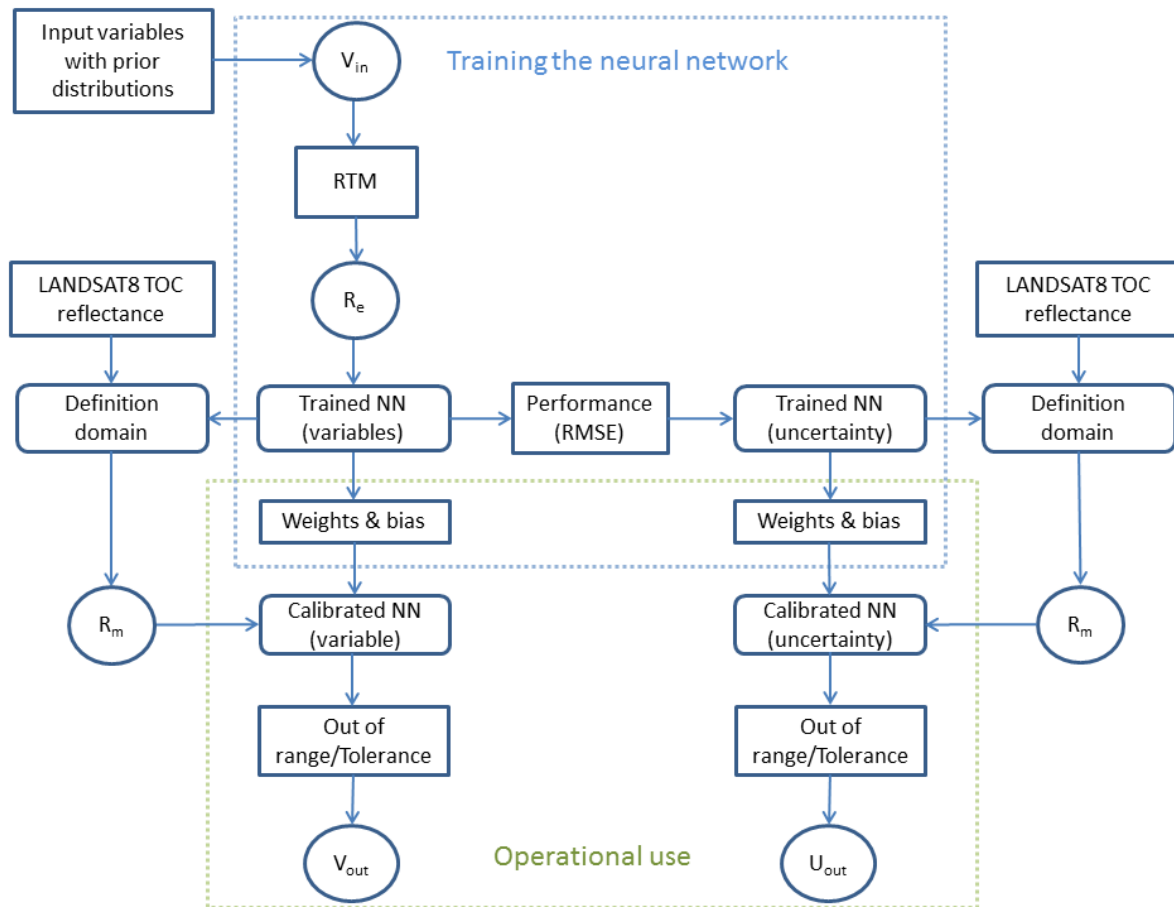 Input variables
with prior
distributions
Vin
Training the neural network
RTM
LANDSAT8 TOC
reflectance
Re
LANDSAT8 TOC
reflectance
Definition
domain
Trained NN
(variables)
Performance
(RMSE)
Trained NN
(uncertainty)
Definition
domain
Weights & bias
Weights & bias
Rm
Calibrated NN
(variable)
Calibrated NN
(uncertainty)
Rm
Out of
range/Tolerance
Out of
range/Tolerance
Vout
Operational use
Uout